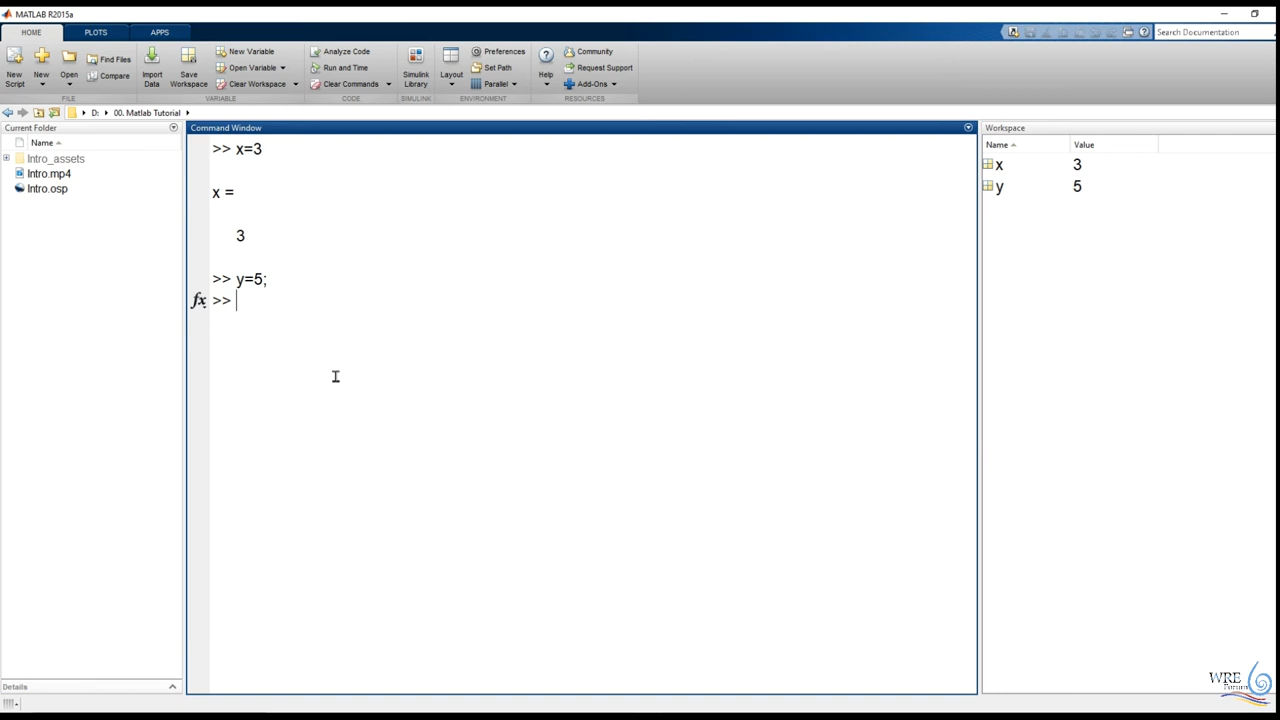 MATLAB R2015a
HOME PLOTS APPS
Search Documentation
New Script
New
Open
Find Files
Compare
Import Data
Save Workspace
New Variable
Open Variable
Clear Workspace
Analyze Code
Run and Time
Clear Commands
Simulink Library
Layout
Preferences
Set Path
Parallel
Help
Community
Request Support
Add-Ons
FILE VARIABLE CODE SIMULINK ENVIRONMENT RESOURCES
D: 00. Matlab Tutorial
Current Folder
Name
Intro_assets
Intro.mp4
Intro.osp
Details
Command Window
>> x=3
x =
3
>> y=5;
fx >>
Workspace
Name Value
x 3
y 5
WRE
Forum